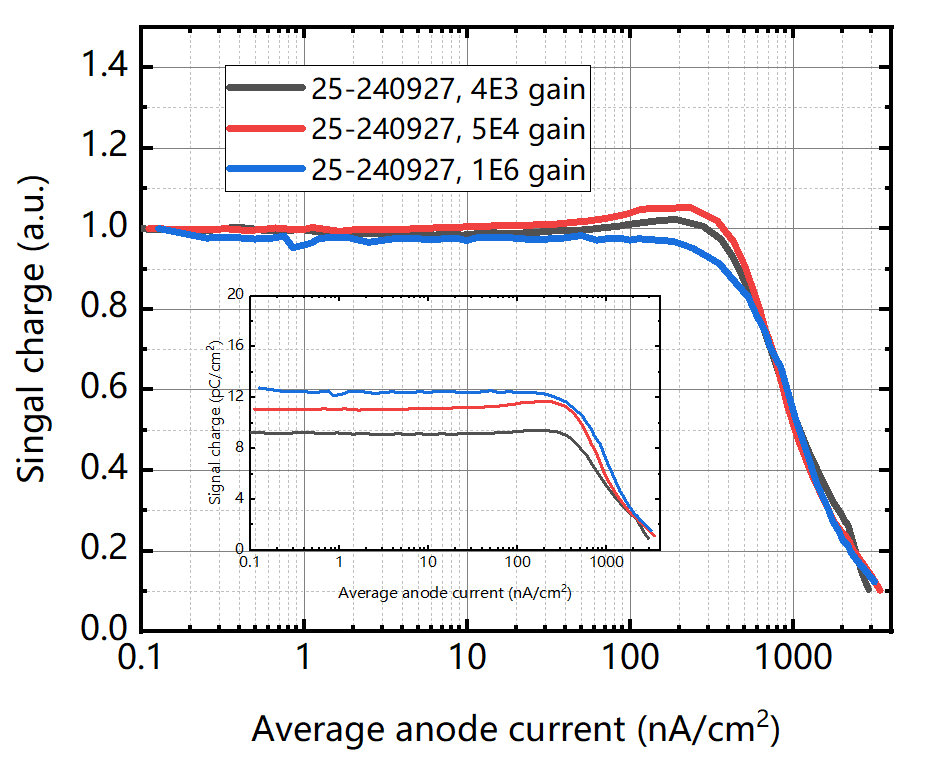 1.4
1.2
1.0
0.8
0.6
0.4
0.2
0.0
Singal charge (a.u.)
25-240927, 4E3 gain
25-240927, 5E4 gain
25-240927, 1E6 gain
20
16
12
8
4
0
Signal charge (pC/cm²)
0.1 1 10 100 1000
Average anode current (nA/cm²)
0.1 1 10 100 1000
Average anode current (nA/cm²)